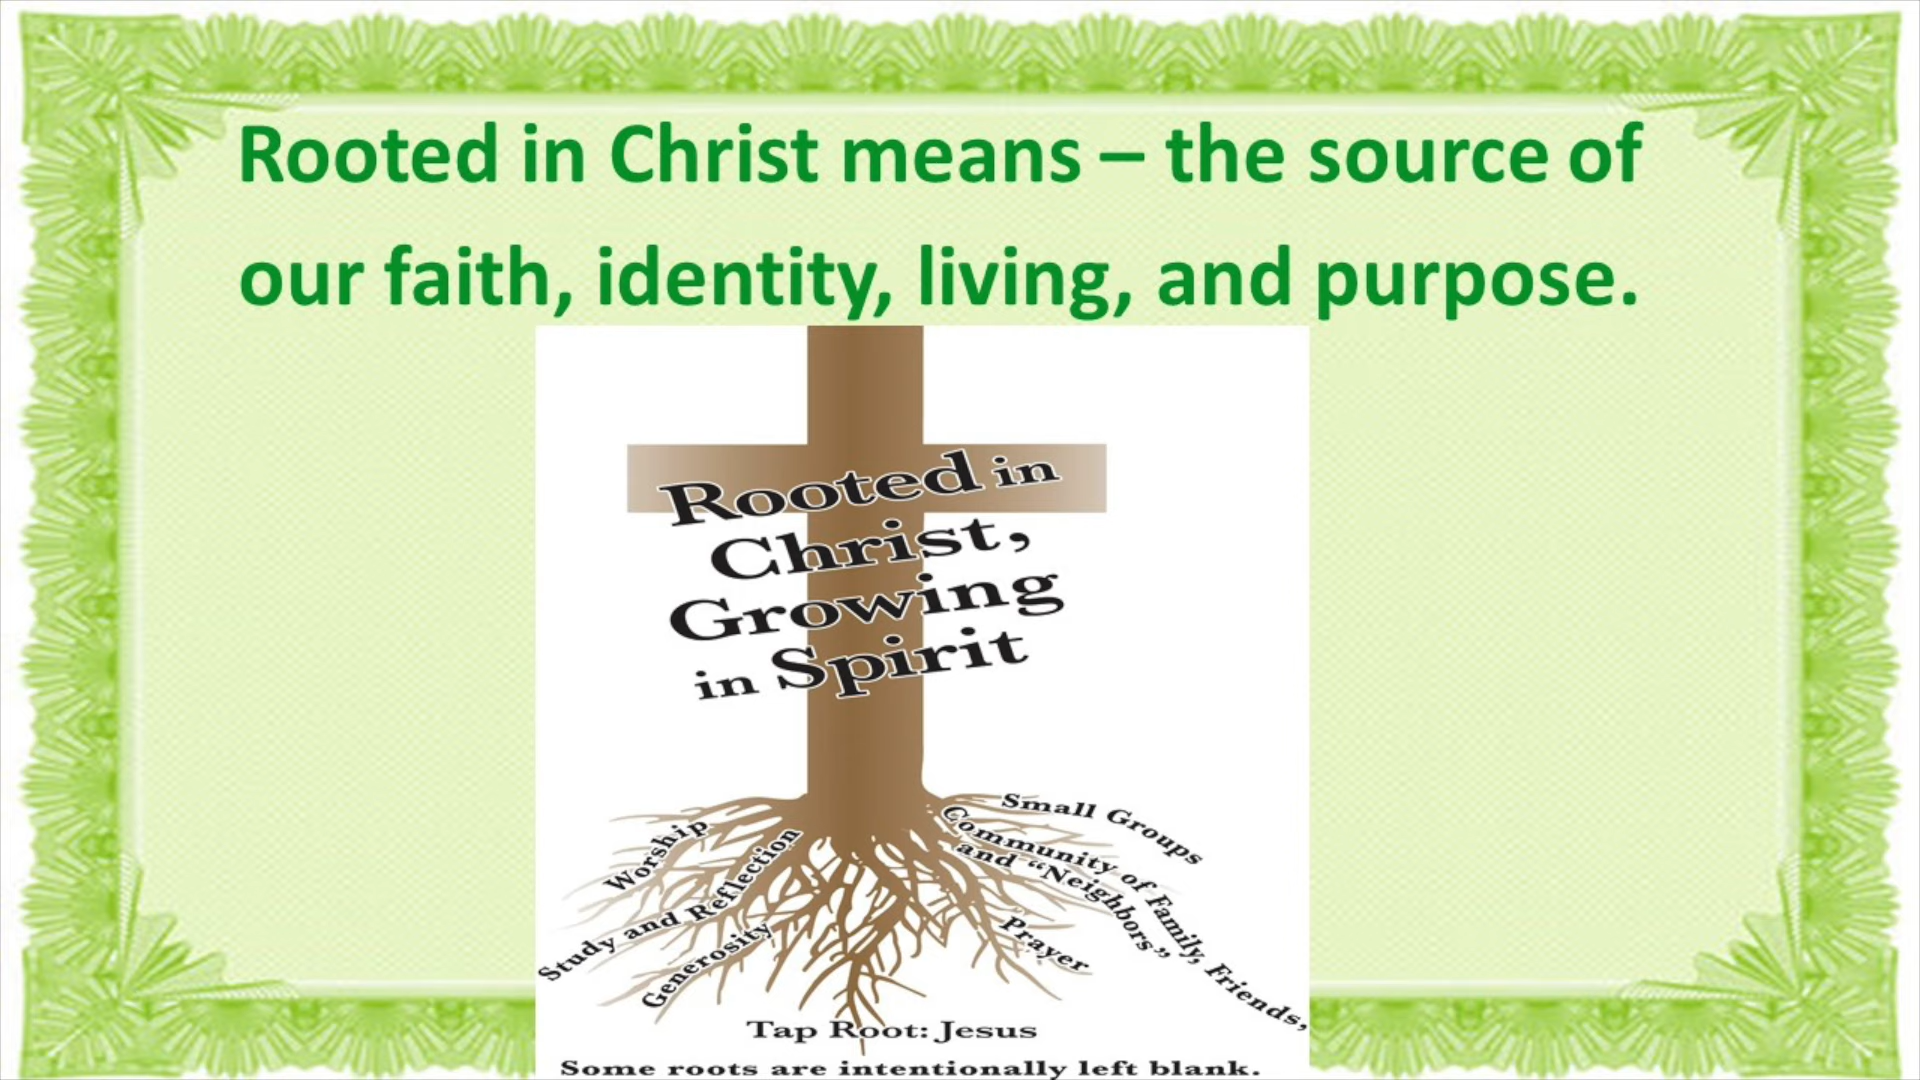 Rooted in Christ means – the source of
our faith, identity, living, and purpose.
Rooted in
Christ,
Growing
in Spirit
Worship
Study and Reflection
Generosity
Small Groups
Community of Family, Friends,
and “Neighbors”
Prayer
Tap Root: Jesus
Some roots are intentionally left blank.